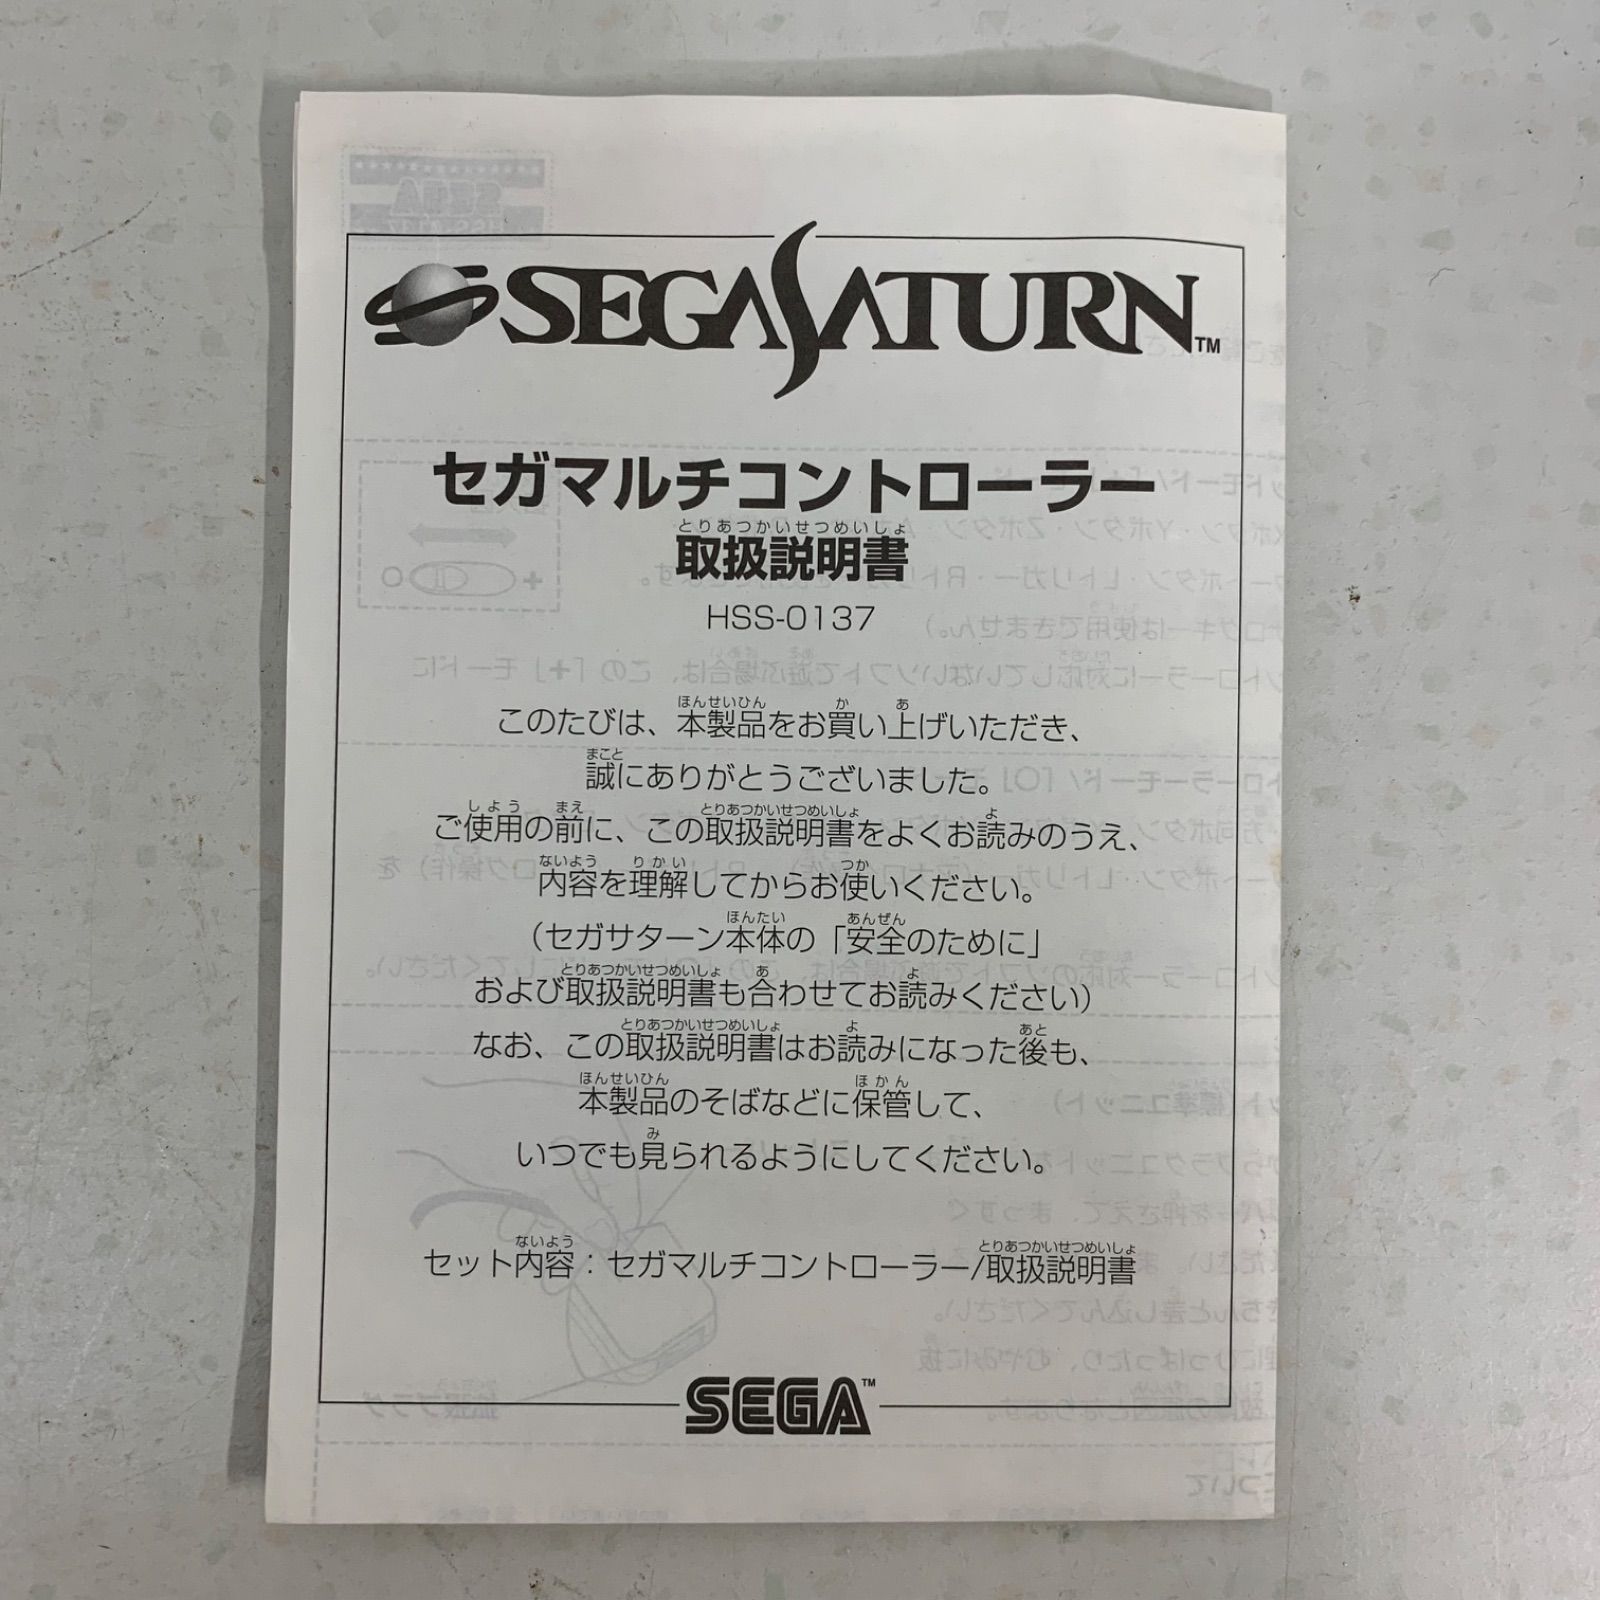 SEGA SATURN™
セガマルチコントローラー
とりあつかいせつめいしょ
取扱説明書
HSS-0137
ほんせいひん か あ
このたびは、本製品をお買い上げいただき、
まこと
誠にありがとうございました。
しよう まえ とりあつかいせつめいしょ よ
ご使用の前に、この取扱説明書をよくお読みのうえ、
ないよう りかい つか
内容を理解してからお使いください。
ほんたい あんぜん
（セガサターン本体の「安全のために」
とりあつかいせつめいしょ あ よ
および取扱説明書も合わせてお読みください）
とりあつかいせつめいしょ よ あと
なお、この取扱説明書はお読みになった後も、
ほんせいひん ほかん
本製品のそばなどに保管して、
み
いつでも見られるようにしてください。
ないよう とりあつかいせつめいしょ
セット内容：セガマルチコントローラー/取扱説明書
SEGA™